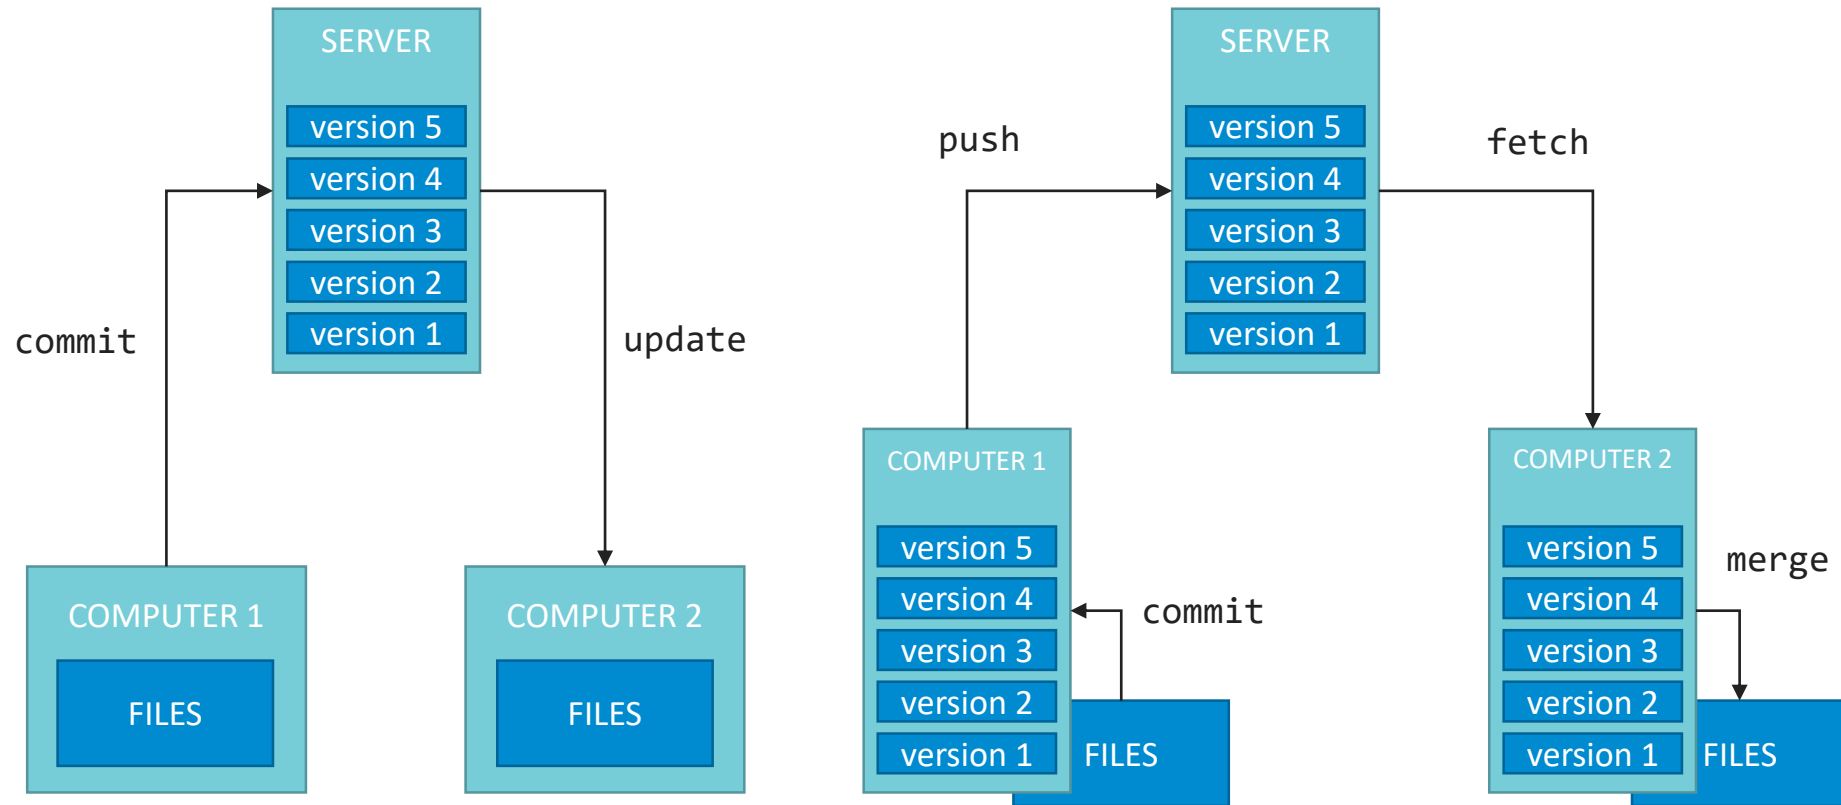 SERVER
version 5
version 4
version 3
version 2
version 1
commit
update
COMPUTER 1
FILES
COMPUTER 2
FILES
SERVER
version 5
version 4
version 3
version 2
version 1
push
fetch
COMPUTER 1
version 5
version 4
version 3
version 2
version 1
commit
FILES
COMPUTER 2
version 5
version 4
version 3
version 2
version 1
merge
FILES